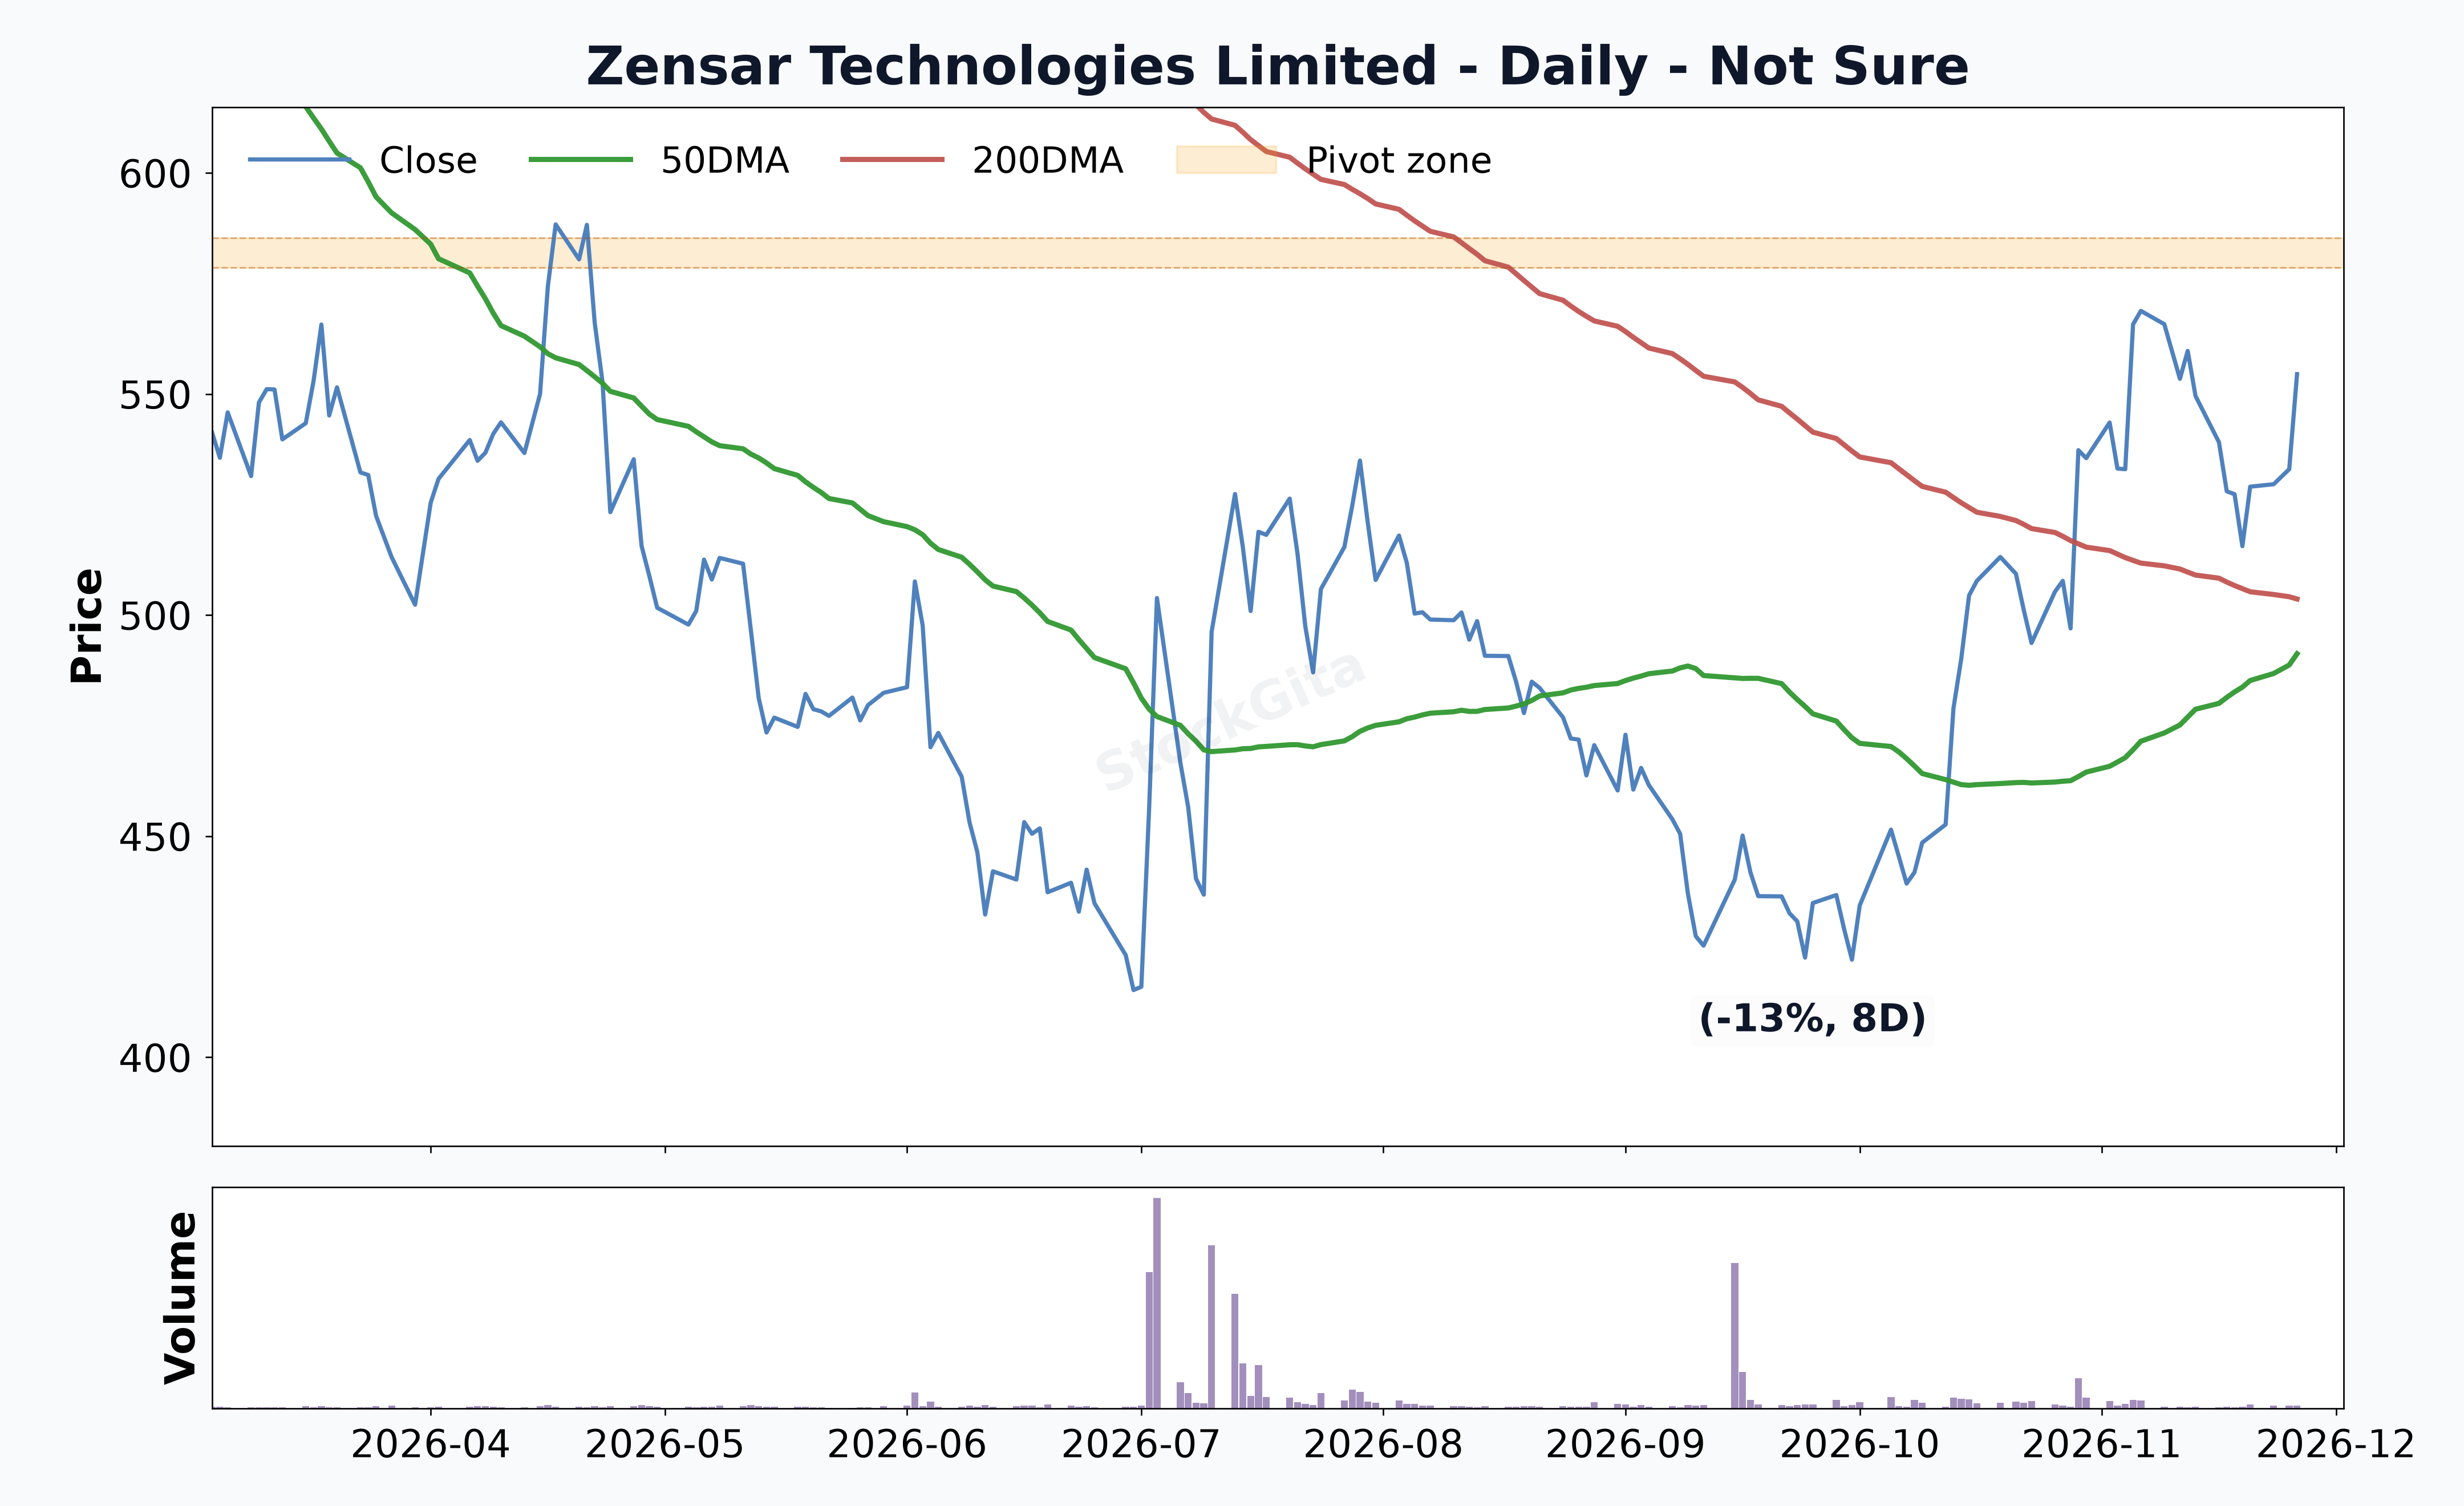 Zensar Technologies Limited - Daily - Not Sure
Close 50DMA 200DMA Pivot zone
600
550
500
450
400
Price
StockGita
(-13%, 8D)
Volume
2026-04 2026-05 2026-06 2026-07 2026-08 2026-09 2026-10 2026-11 2026-12